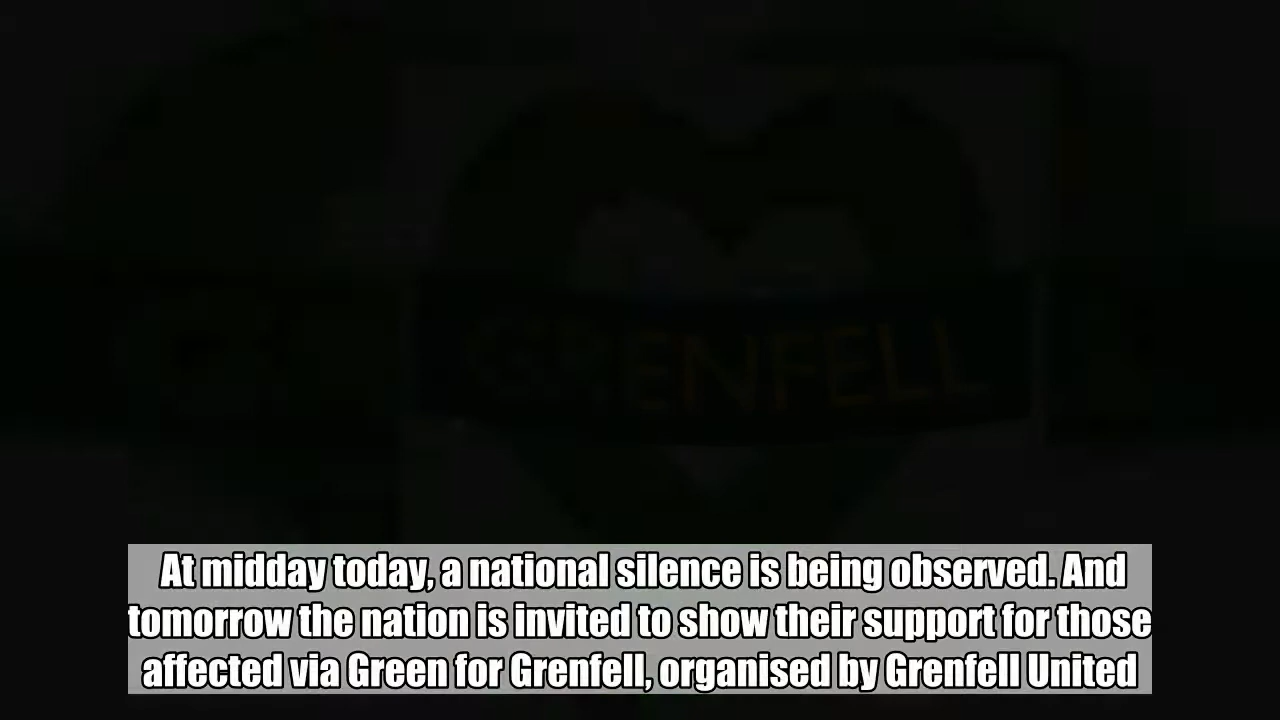 GRENFELL
At midday today, a national silence is being observed. And
tomorrow the nation is invited to show their support for those
affected via Green for Grenfell, organised by Grenfell United